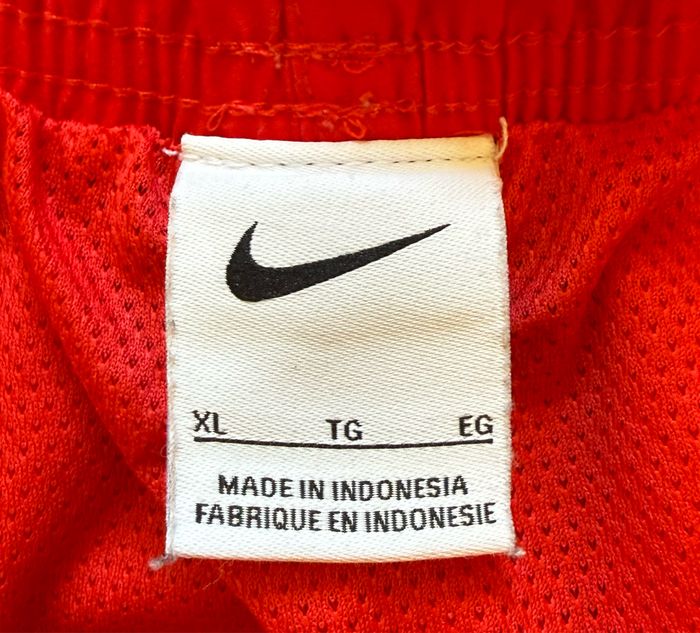 XL TG EG
MADE IN INDONESIA
FABRIQUE EN INDONESIE